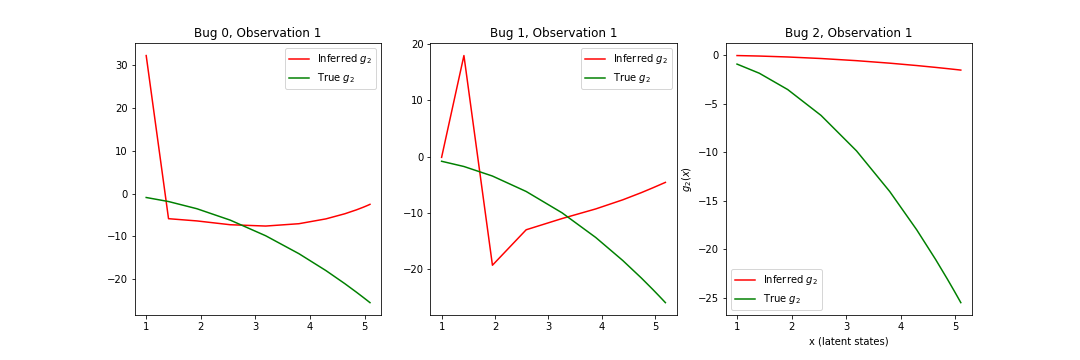 Bug 0, Observation 1
Inferred g₂
True g₂
30
20
10
0
−10
−20
1 2 3 4 5
Bug 1, Observation 1
Inferred g₂
True g₂
20
10
0
−10
−20
1 2 3 4 5
Bug 2, Observation 1
g₂(x)
0
−5
−10
−15
−20
−25
Inferred g₂
True g₂
1 2 3 4 5
x (latent states)